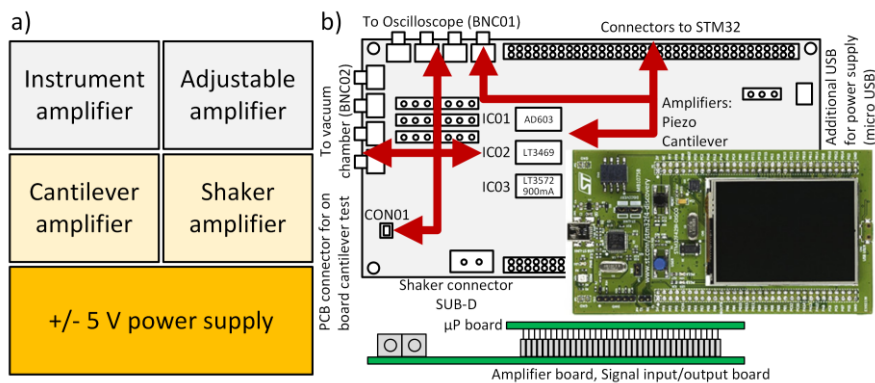 a)
Instrument
amplifier
Adjustable
amplifier
Cantilever
amplifier
Shaker
amplifier
+/- 5 V power supply
b)
To Oscilloscope (BNC01)
Connectors to STM32
To vacuum
chamber (BNC02)
Additional USB
for power supply
(micro USB)
Amplifiers:
Piezo
Cantilever
IC01
AD603
IC02
LT3469
IC03
LT3572
900mA
CON01
PCB connector for on
board cantilever test
Shaker connector
SUB-D
µP board
Amplifier board, Signal input/output board